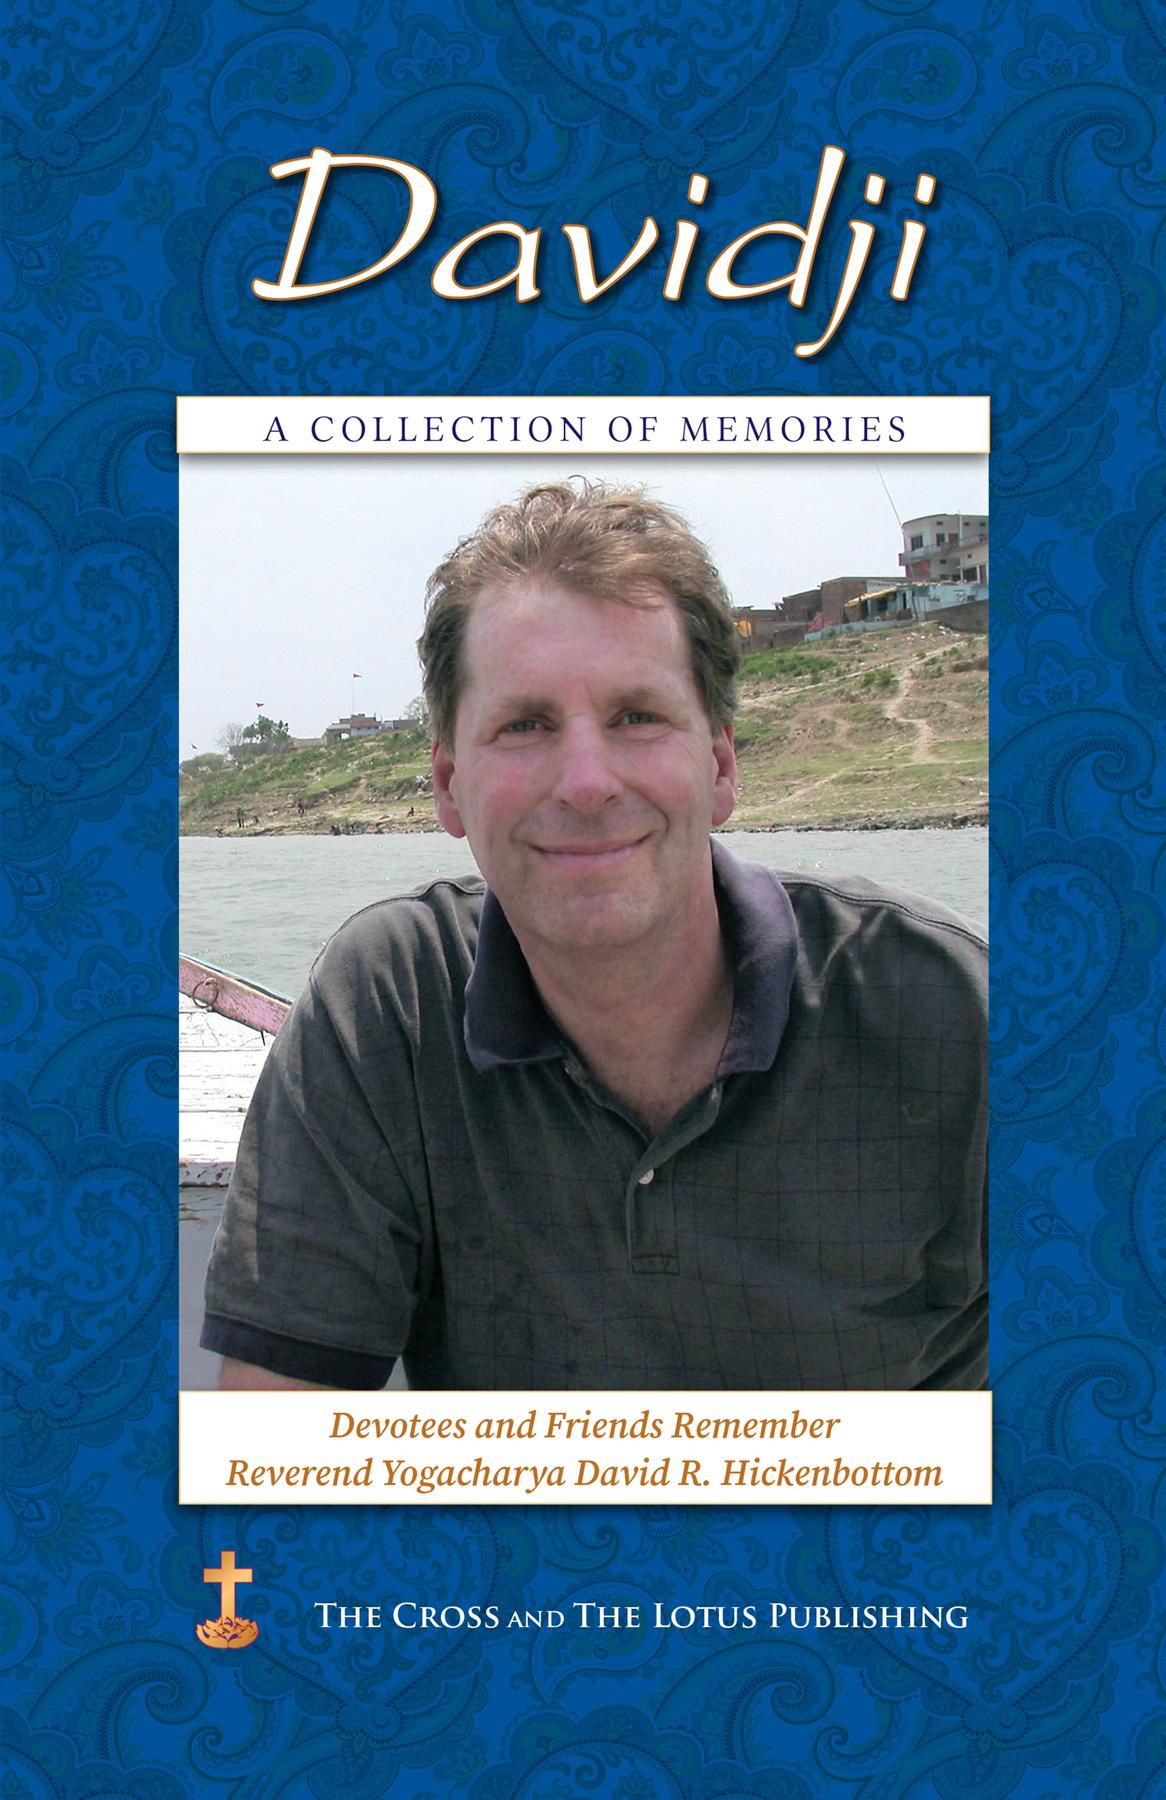 Davidji
A COLLECTION OF MEMORIES
Devotees and Friends Remember
Reverend Yogacharya David R. Hickenbottom
THE CROSS AND THE LOTUS PUBLISHING